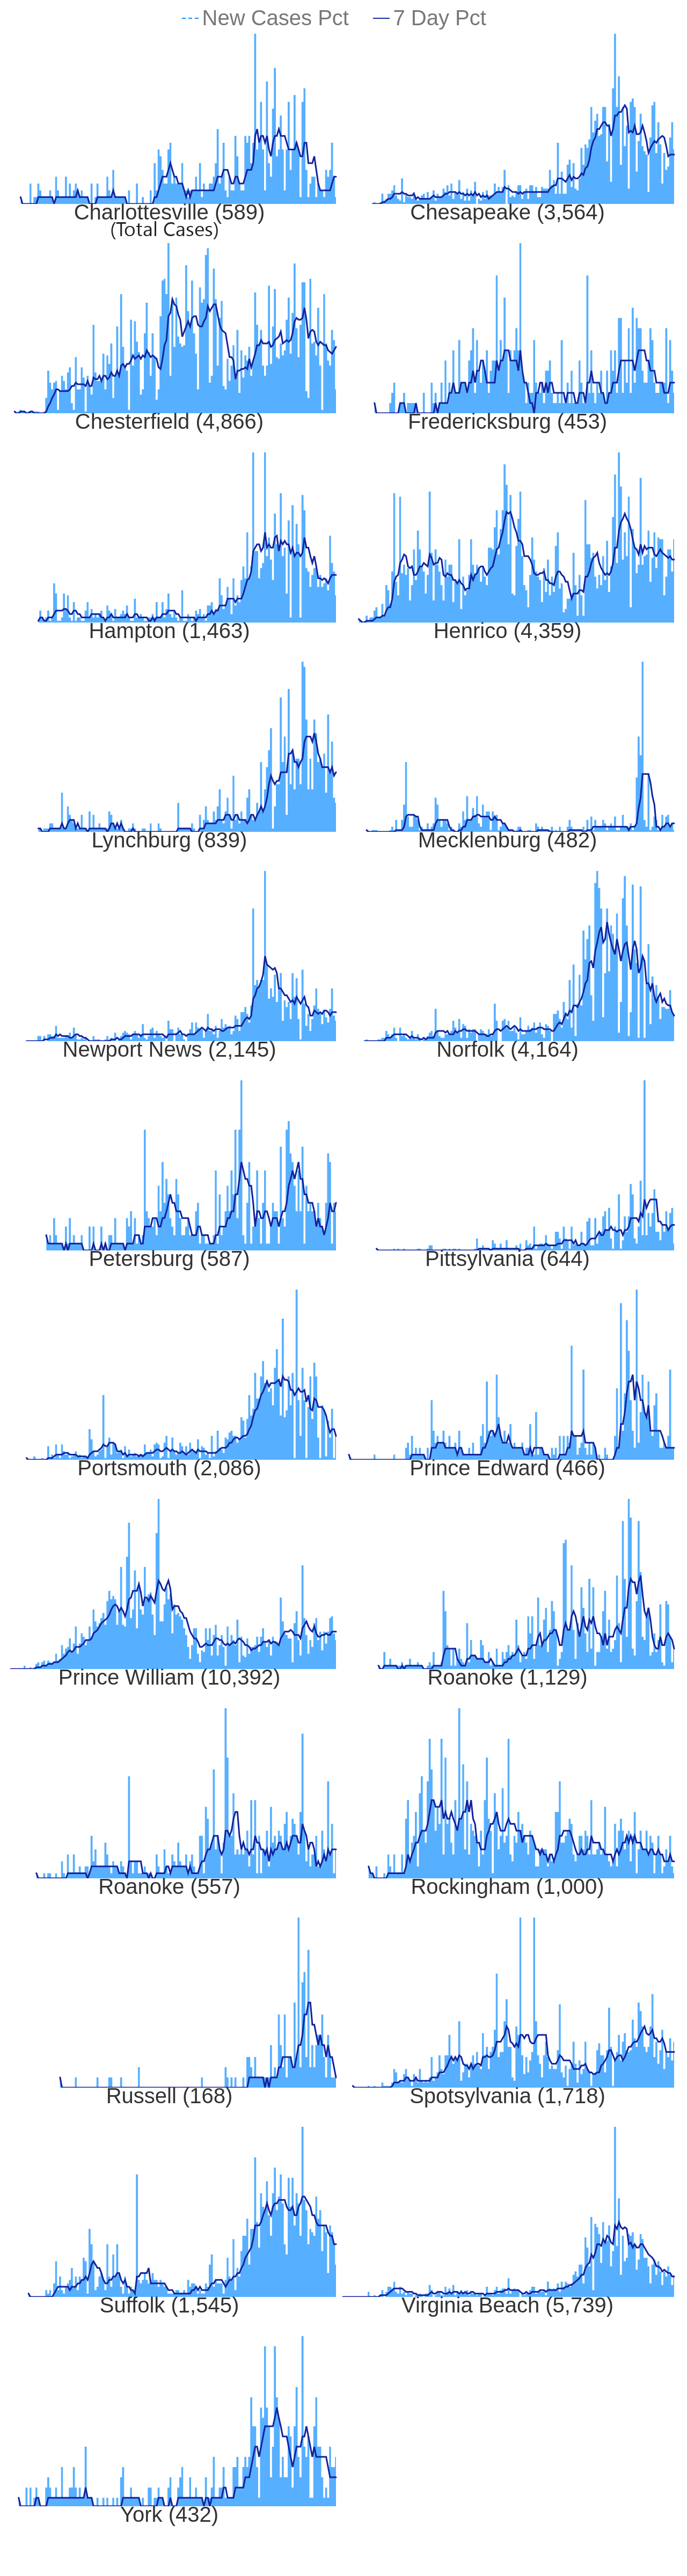 New Cases Pct 7 Day Pct
Charlottesville (589) Chesapeake (3,564)
(Total Cases)
Chesterfield (4,866) Fredericksburg (453)
Hampton (1,463) Henrico (4,359)
Lynchburg (839) Mecklenburg (482)
Newport News (2,145) Norfolk (4,164)
Petersburg (587) Pittsylvania (644)
Portsmouth (2,086) Prince Edward (466)
Prince William (10,392) Roanoke (1,129)
Roanoke (557) Rockingham (1,000)
Russell (168) Spotsylvania (1,718)
Suffolk (1,545) Virginia Beach (5,739)
York (432)